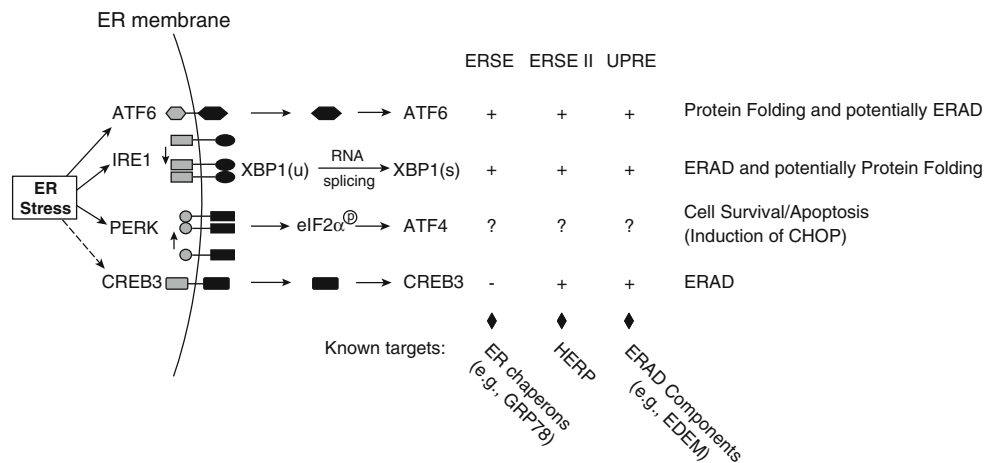 ER membrane
ERSE ERSE II UPRE
ATF6 ATF6 + + + Protein Folding and potentially ERAD
IRE1 XBP1(u) RNA splicing XBP1(s) + + + ERAD and potentially Protein Folding
ER
Stress
PERK eIF2α℗ ATF4 ? ? ? Cell Survival/Apoptosis
(Induction of CHOP)
CREB3 CREB3 - + + ERAD
Known targets:
ER chaperons
(e.g., GRP78)
HERP
ERAD Components
(e.g., EDEM)